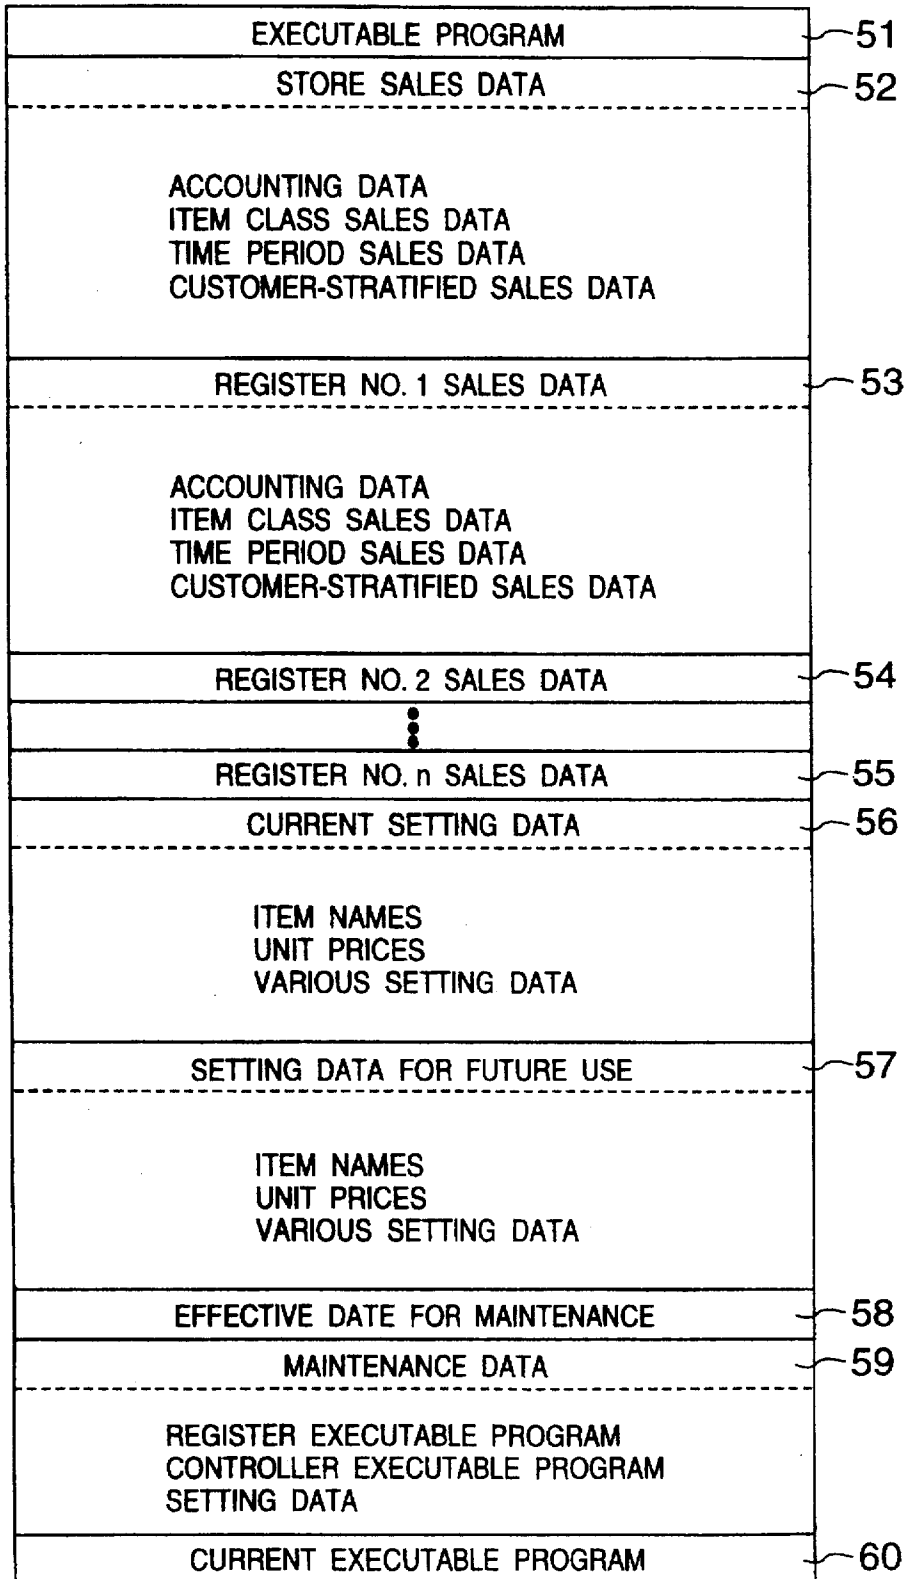 EXECUTABLE PROGRAM 51
STORE SALES DATA 52
ACCOUNTING DATA
ITEM CLASS SALES DATA
TIME PERIOD SALES DATA
CUSTOMER-STRATIFIED SALES DATA
REGISTER NO. 1 SALES DATA 53
ACCOUNTING DATA
ITEM CLASS SALES DATA
TIME PERIOD SALES DATA
CUSTOMER-STRATIFIED SALES DATA
REGISTER NO. 2 SALES DATA 54
REGISTER NO. n SALES DATA 55
CURRENT SETTING DATA 56
ITEM NAMES
UNIT PRICES
VARIOUS SETTING DATA
SETTING DATA FOR FUTURE USE 57
ITEM NAMES
UNIT PRICES
VARIOUS SETTING DATA
EFFECTIVE DATE FOR MAINTENANCE 58
MAINTENANCE DATA 59
REGISTER EXECUTABLE PROGRAM
CONTROLLER EXECUTABLE PROGRAM
SETTING DATA
CURRENT EXECUTABLE PROGRAM 60